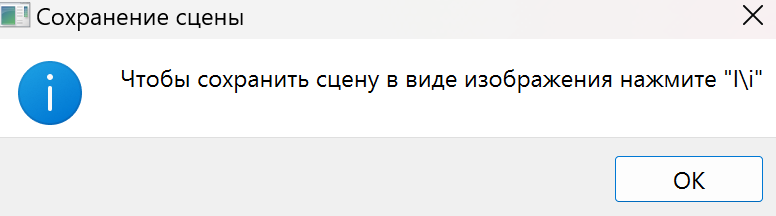 Сохранение сцены
Чтобы сохранить сцену в виде изображения нажмите "I\i"
OK